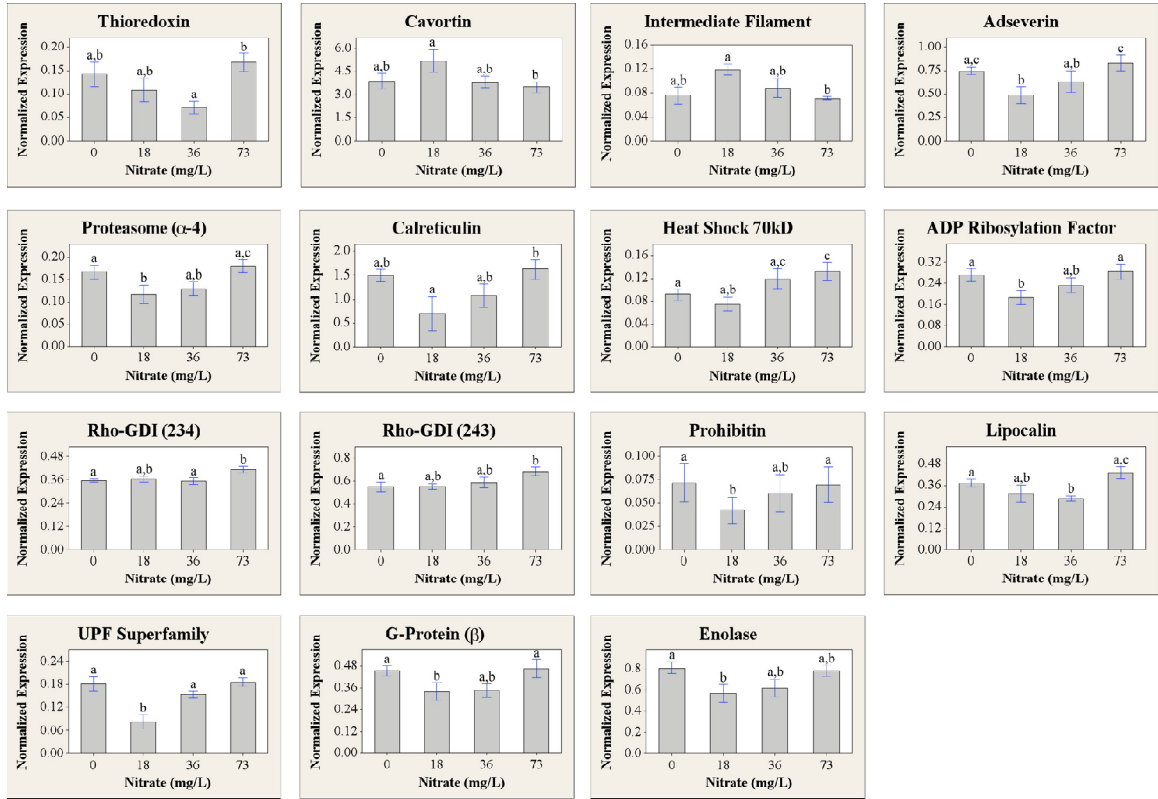 Thioredoxin
Normalized Expression
0.20
0.15
0.10
0.05
0.00
a,b
a,b
a
b
0 18 36 73
Nitrate (mg/L)
Cavortin
Normalized Expression
6.0
4.5
3.0
1.5
0.0
a,b
a
a,b
b
0 18 36 73
Nitrate (mg/L)
Intermediate Filament
Normalized Expression
0.16
0.12
0.08
0.04
0.00
a,b
a
a,b
b
0 18 36 73
Nitrate (mg/L)
Adseverin
Normalized Expression
1.00
0.75
0.50
0.25
0.00
a,c
b
a,b
c
0 18 36 73
Nitrate (mg/L)
Proteasome (α-4)
Normalized Expression
0.20
0.15
0.10
0.05
0.00
a
b
a,b
a,c
0 18 36 73
Nitrate (mg/L)
Calreticulin
Normalized Expression
2.0
1.5
1.0
0.5
0.0
a,b
a
a,b
b
0 18 36 73
Nitrate (mg/L)
Heat Shock 70kD
Normalized Expression
0.16
0.12
0.08
0.04
0.00
a
a,b
a,c
c
0 18 36 73
Nitrate (mg/L)
ADP Ribosylation Factor
Normalized Expression
0.32
0.24
0.16
0.08
0.00
a
b
a,b
a
0 18 36 73
Nitrate (mg/L)
Rho-GDI (234)
Normalized Expression
0.48
0.36
0.24
0.12
0.00
a
a,b
a
b
0 18 36 73
Nitrate (mg/L)
Rho-GDI (243)
Normalized Expression
0.8
0.6
0.4
0.2
0.0
a
a,b
a,b
b
0 18 36 73
Nitrate (mg/L)
Prohibitin
Normalized Expression
0.100
0.075
0.050
0.025
0.000
a
b
a,b
a
0 18 36 73
Nitrate (mg/L)
Lipocalin
Normalized Expression
0.48
0.36
0.24
0.12
0.00
a
a,b
b
a,c
0 18 36 73
Nitrate (mg/L)
UPF Superfamily
Normalized Expression
0.24
0.18
0.12
0.06
0.00
a
b
a
a
0 18 36 73
Nitrate (mg/L)
G-Protein (β)
Normalized Expression
0.48
0.36
0.24
0.12
0.00
a
b
a,b
a
0 18 36 73
Nitrate (mg/L)
Enolase
Normalized Expression
0.8
0.6
0.4
0.2
0.0
a
b
a,b
a,b
0 18 36 73
Nitrate (mg/L)